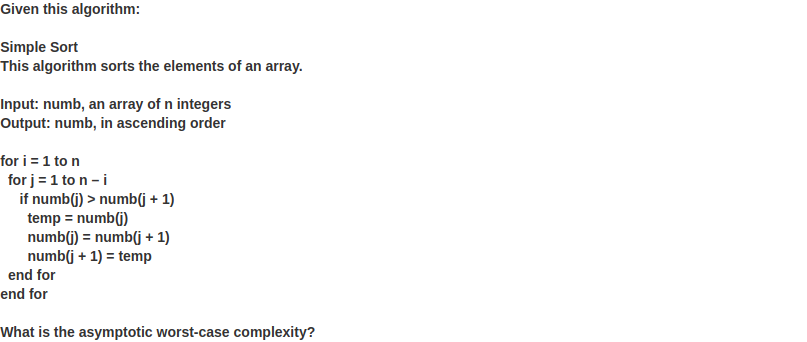 Given this algorithm:
Simple Sort
This algorithm sorts the elements of an array.
Input: numb, an array of n integers
Output: numb, in ascending order
for i = 1 to n
for j = 1 to n – i
if numb(j) > numb(j + 1)
temp = numb(j)
numb(j) = numb(j + 1)
numb(j + 1) = temp
end for
end for
What is the asymptotic worst-case complexity?